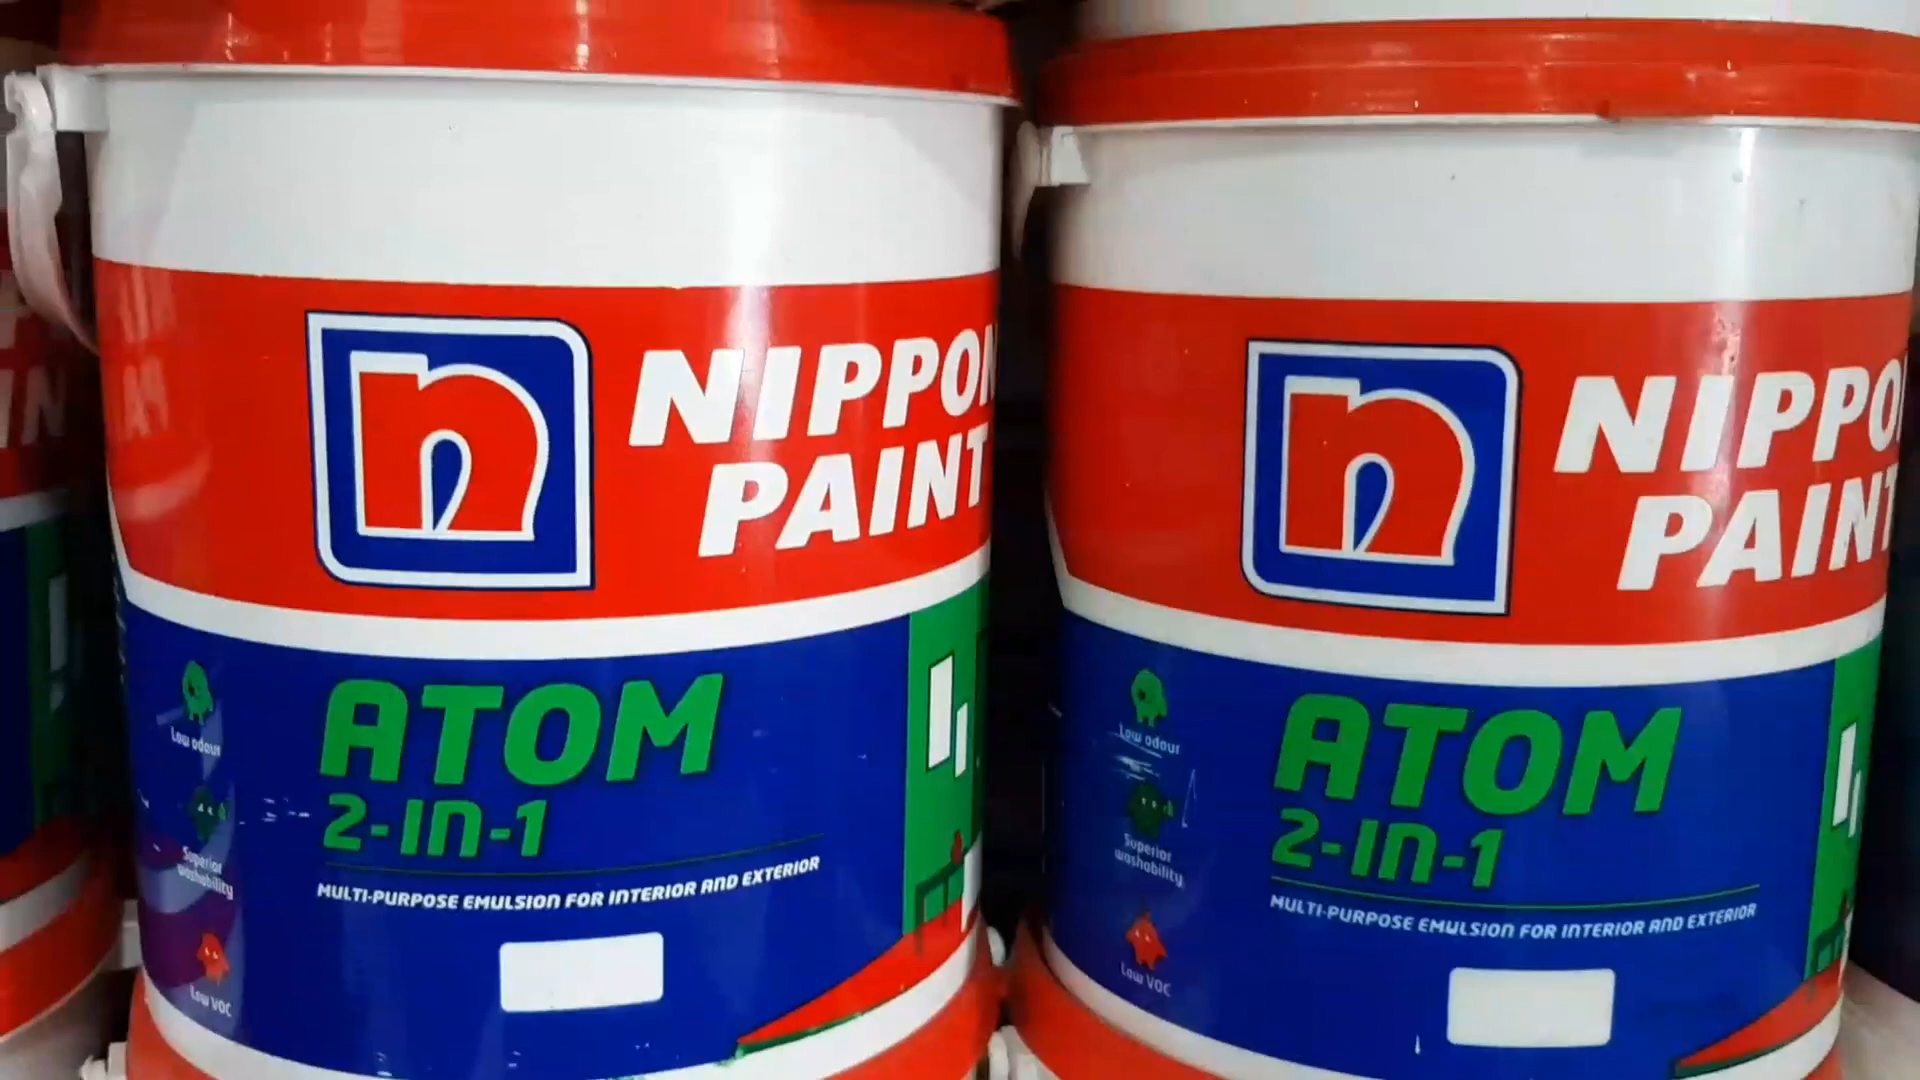 n
NIPPON
PAINT
ATOM
2-IN-1
MULTI-PURPOSE EMULSION FOR INTERIOR AND EXTERIOR
Low odour
Superior
washability
Low VOC
n
NIPPO
PAINT
ATOM
2-IN-1
MULTI-PURPOSE EMULSION FOR INTERIOR AND EXTERIOR
Low odour
Superior
washability
Low VOC